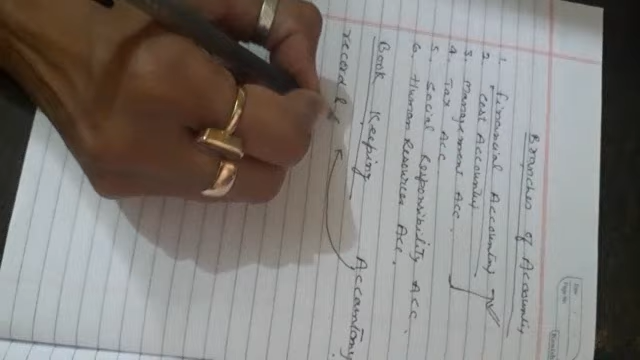 Branches of Accounting
1. Financial Accounting
2. Cost Accounting
3. Management Acc.
4. Tax Acc.
5. Social Responsibility Acc.
6. Human Resources Acc.
Book Keeping Accounting
record